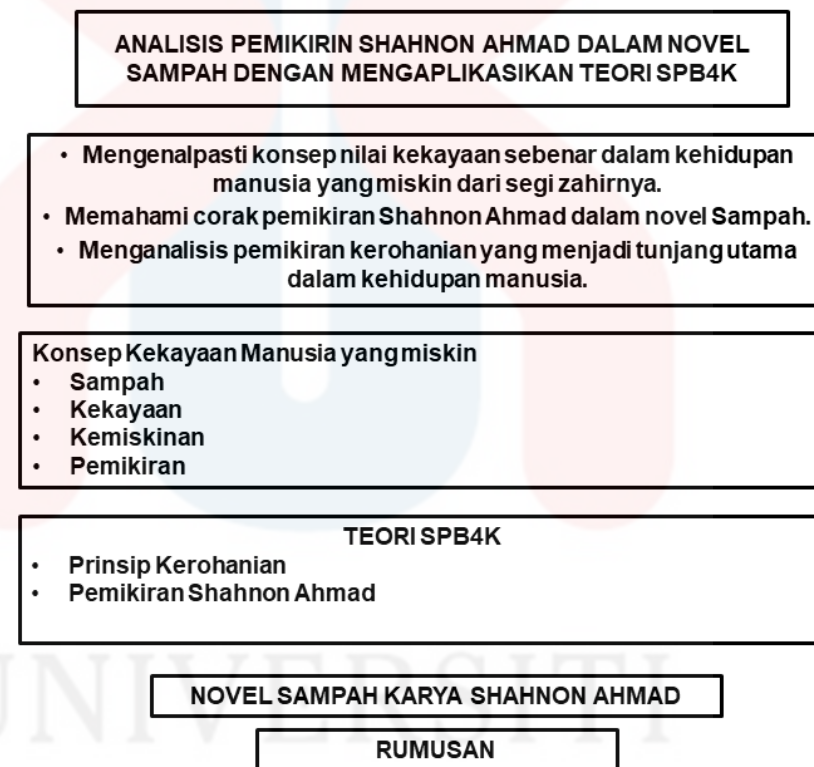 ANALISIS PEMIKIRIN SHAHNON AHMAD DALAM NOVEL
SAMPAH DENGAN MENGAPLIKASIKAN TEORI SPB4K
• Mengenalpasti konsep nilai kekayaan sebenar dalam kehidupan
manusia yang miskin dari segi zahirnya.
• Memahami corak pemikiran Shahnon Ahmad dalam novel Sampah.
• Menganalisis pemikiran kerohanian yang menjadi tunjang utama
dalam kehidupan manusia.
Konsep Kekayaan Manusia yang miskin
• Sampah
• Kekayaan
• Kemiskinan
• Pemikiran
TEORI SPB4K
• Prinsip Kerohanian
• Pemikiran Shahnon Ahmad
UNIVERSITI
NOVEL SAMPAH KARYA SHAHNON AHMAD
RUMUSAN